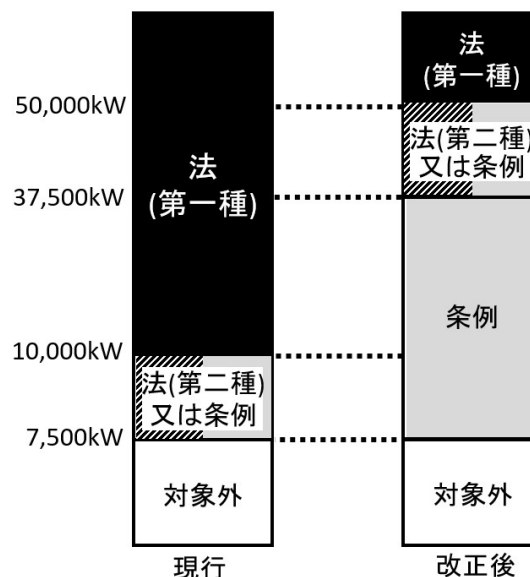 法
(第一種)
50,000kW
法(第二種)
又は条例
法
(第一種)
37,500kW
条例
10,000kW
法(第二種)
又は条例
7,500kW
対象外
対象外
現行
改正後